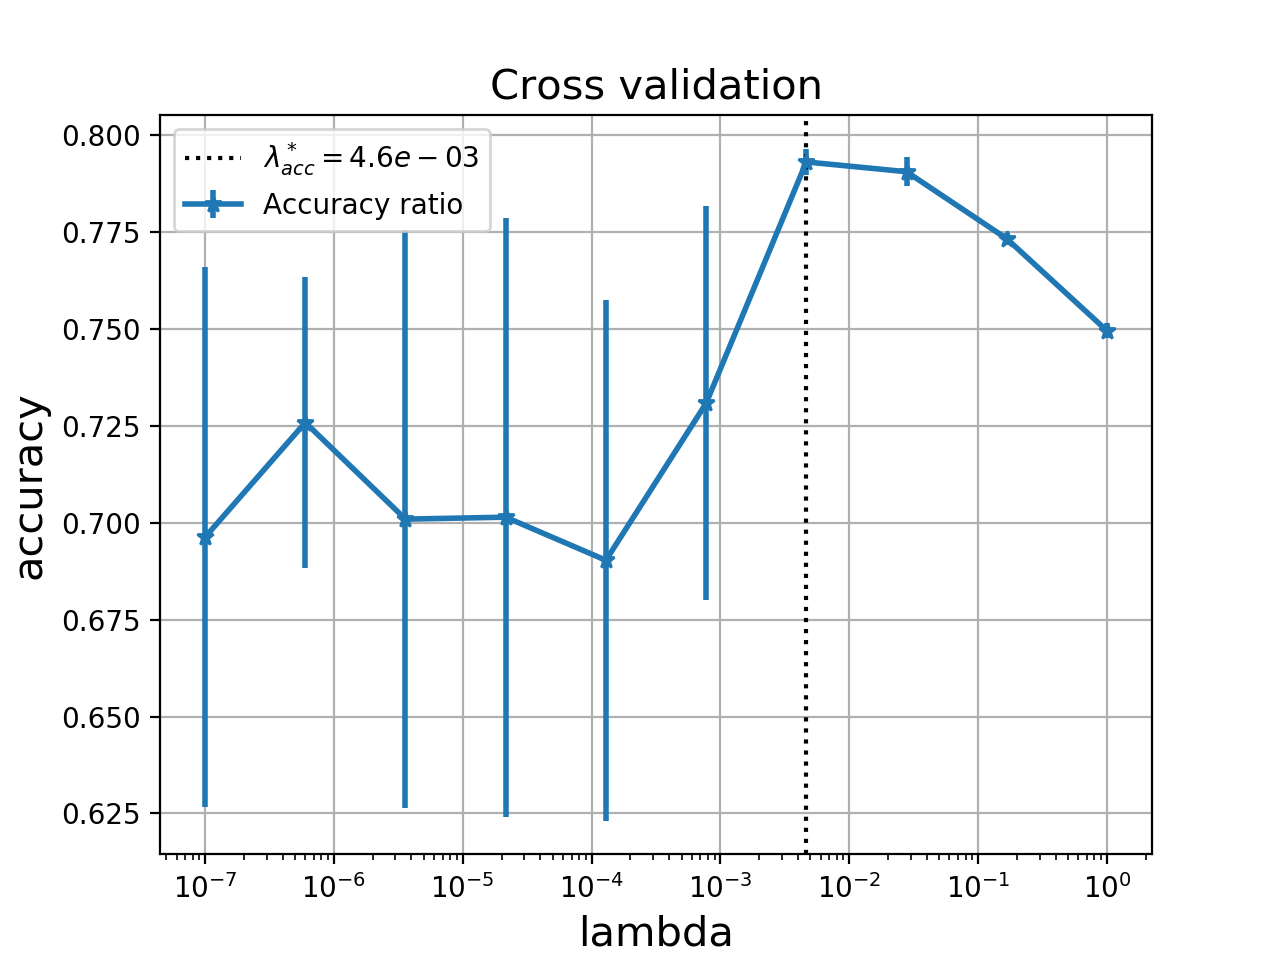 Cross validation
0.800
0.775
0.750
0.725
0.700
0.675
0.650
0.625
accuracy
λ*acc = 4.6e − 03
Accuracy ratio
10⁻⁷ 10⁻⁶ 10⁻⁵ 10⁻⁴ 10⁻³ 10⁻² 10⁻¹ 10⁰
lambda